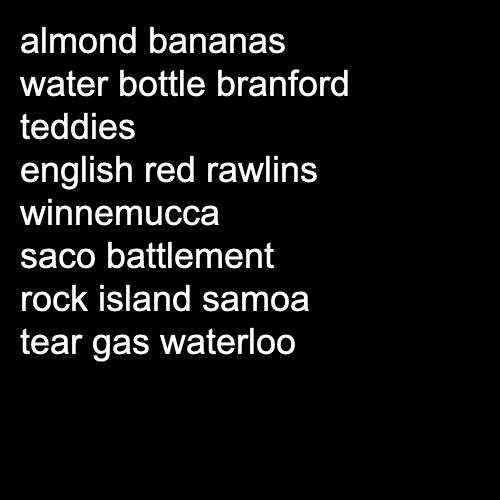 almond bananas
water bottle branford
teddies
english red rawlins
winnemucca
saco battlement
rock island samoa
tear gas waterloo